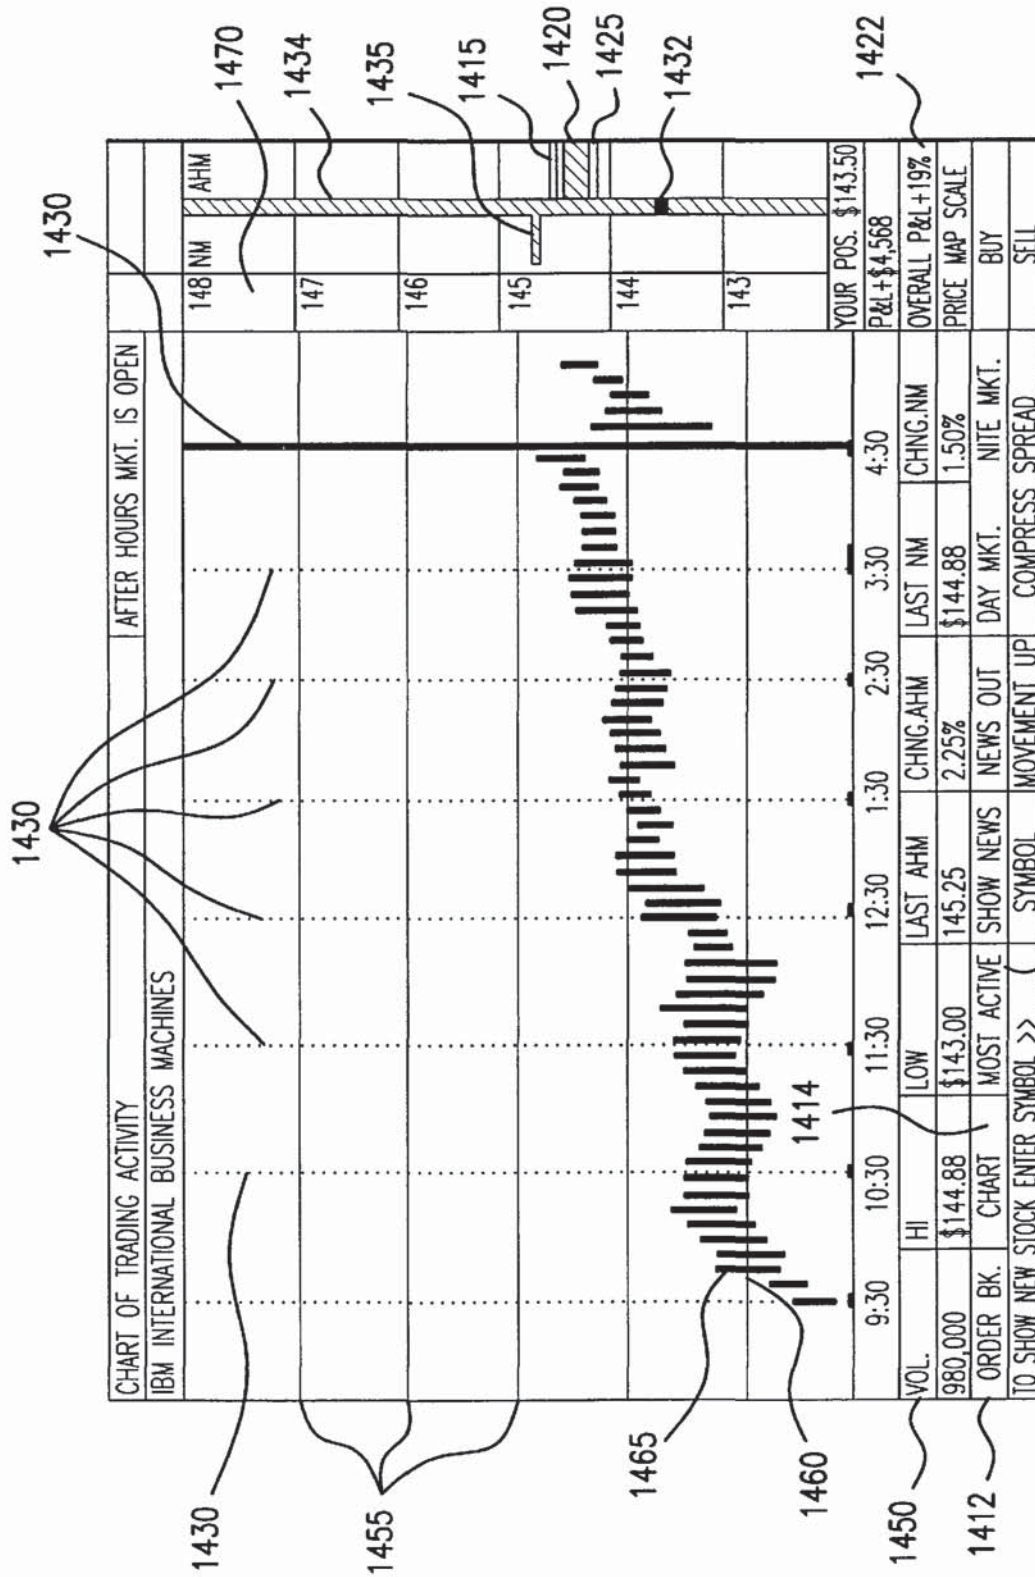 1430
1430
1470
1434
1435
1415
1420
1425
1432
1422
CHART OF TRADING ACTIVITY
AFTER HOURS MKT. IS OPEN
IBM INTERNATIONAL BUSINESS MACHINES
148 NM AHM
147
146
145
144
143
1430
1455
1465
1460
1414
9:30 10:30 11:30 12:30 1:30 2:30 3:30 4:30
YOUR POS. $143.50
P&L+$4,568
VOL. HI LOW LAST AHM CHNG.AHM LAST NM CHNG.NM OVERALL P&L+19%
980,000 $144.88 $143.00 145.25 2.25% $144.88 1.50% PRICE MAP SCALE
ORDER BK. CHART MOST ACTIVE SHOW NEWS NEWS OUT DAY MKT. NITE MKT. BUY
TO SHOW NEW STOCK ENTER SYMBOL >> SYMBOL MOVEMENT UP COMPRESS SPREAD SELL
1450
1412